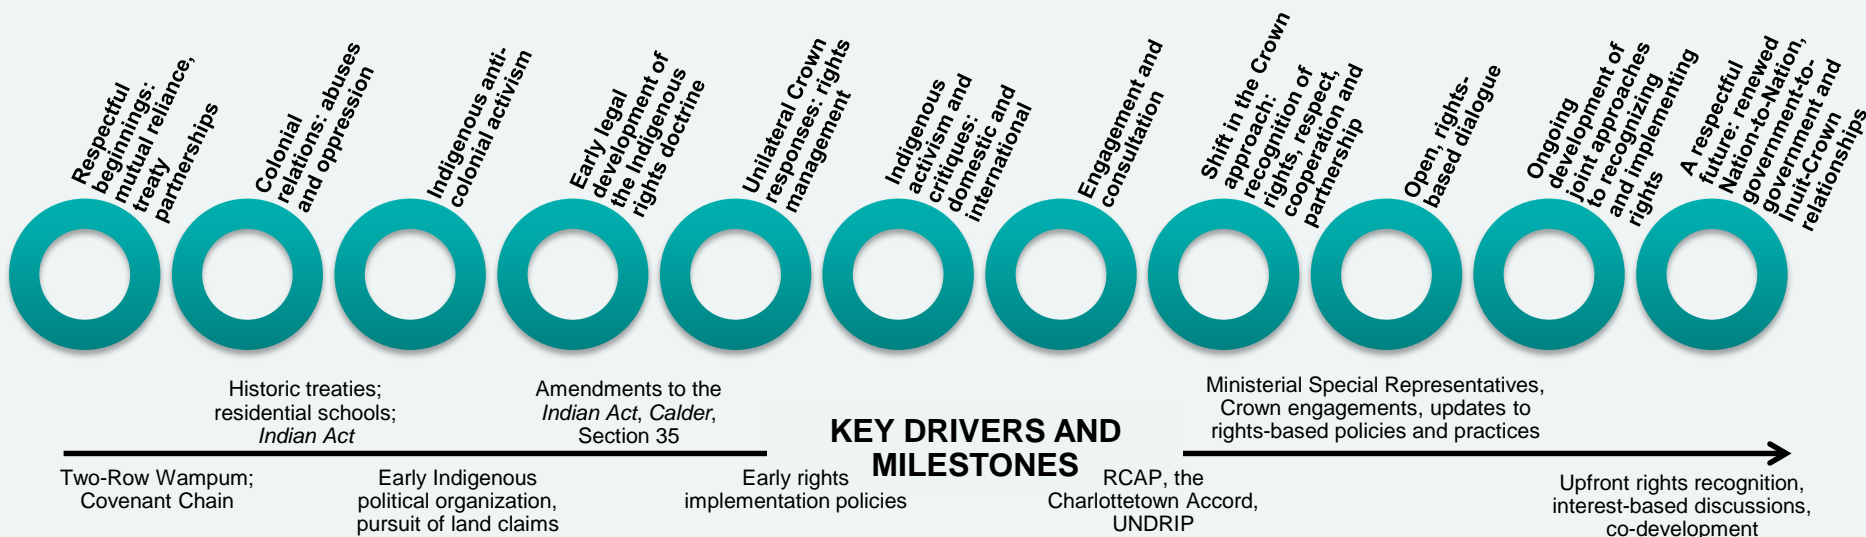 Respectful
beginnings:
mutual reliance,
treaty
partnerships
Colonial
relations: abuses
and oppression
Indigenous anti-
colonial activism
Early legal
development of
the Indigenous
rights doctrine
Unilateral Crown
responses: rights
management
Indigenous
activism and
critiques:
domestic and
international
Engagement and
consultation
Shift in the Crown
approach:
recognition of
rights, respect,
cooperation and
partnership
Open, rights-
based dialogue
Ongoing
development of
joint approaches
to recognizing
and implementing
rights
A respectful
future: renewed
Nation-to-Nation,
government-to-
government and
Inuit-Crown
relationships
Historic treaties;
residential schools;
Indian Act
Amendments to the
Indian Act, Calder,
Section 35
KEY DRIVERS AND
MILESTONES
Ministerial Special Representatives,
Crown engagements, updates to
rights-based policies and practices
Two-Row Wampum;
Covenant Chain
Early Indigenous
political organization,
pursuit of land claims
Early rights
implementation policies
RCAP, the
Charlottetown Accord,
UNDRIP
Upfront rights recognition,
interest-based discussions,
co-development